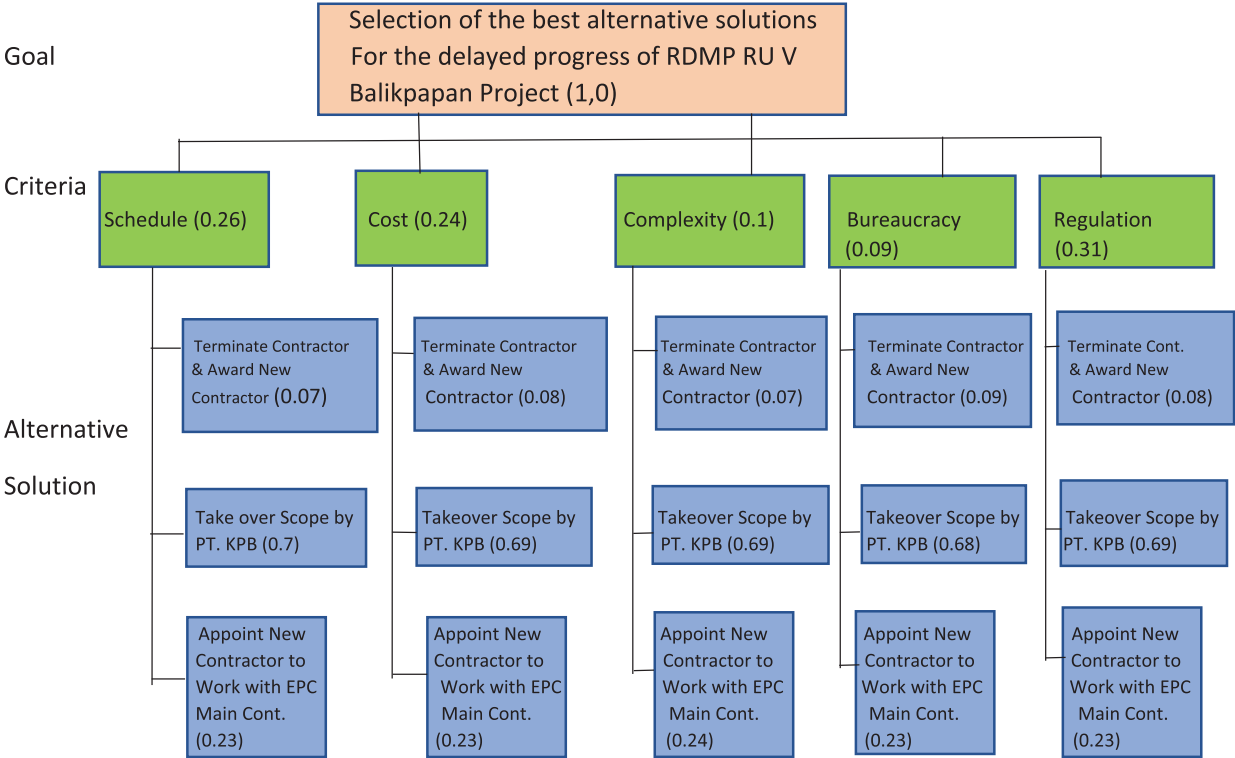 Goal
Selection of the best alternative solutions
For the delayed progress of RDMP RU V
Balikpapan Project (1,0)
Criteria
Schedule (0.26)
Cost (0.24)
Complexity (0.1)
Bureaucracy
(0.09)
Regulation
(0.31)
Alternative
Solution
Terminate Contractor
& Award New
Contractor (0.07)
Terminate Contractor
& Award New
Contractor (0.08)
Terminate Contractor
& Award New
Contractor (0.07)
Terminate Contractor
& Award New
Contractor (0.09)
Terminate Cont.
& Award New
Contractor (0.08)
Take over Scope by
PT. KPB (0.7)
Takeover Scope by
PT. KPB (0.69)
Takeover Scope by
PT. KPB (0.69)
Takeover Scope by
PT. KPB (0.68)
Takeover Scope by
PT. KPB (0.69)
Appoint New
Contractor to
Work with EPC
Main Cont.
(0.23)
Appoint New
Contractor to
Work with EPC
Main Cont.
(0.23)
Appoint New
Contractor to
Work with EPC
Main Cont.
(0.24)
Appoint New
Contractor to
Work with EPC
Main Cont.
(0.23)
Appoint New
Contractor to
Work with EPC
Main Cont.
(0.23)